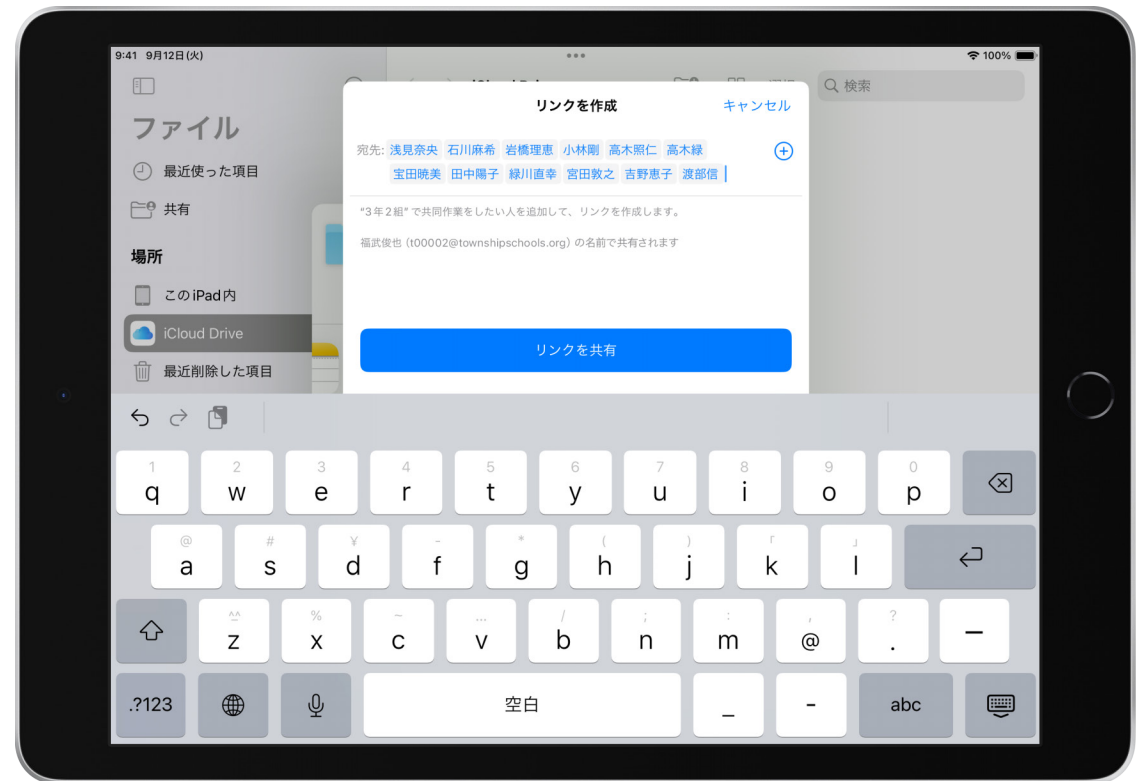 9:41 9月12日(火)
100%
検索
ファイル
最近使った項目
共有
場所
このiPad内
iCloud Drive
最近削除した項目
リンクを作成
キャンセル
宛先: 浅見奈央 石川麻希 岩橋理恵 小林剛 高木照仁 高木緑
宝田暁美 田中陽子 緑川直幸 宮田敦之 吉野恵子 渡部信
“3年2組” で共同作業をしたい人を追加して、リンクを作成します。
福武俊也 (t00002@townshipschools.org) の名前で共有されます
リンクを共有
1 2 3 4 5 6 7 8 9 0
q w e r t y u i o p
@ # ¥ - * ( ) 「 」
a s d f g h j k l
^^ % ~ … / ; : , ?
z x c v b n m @ . ー
.?123 空白 _ - abc